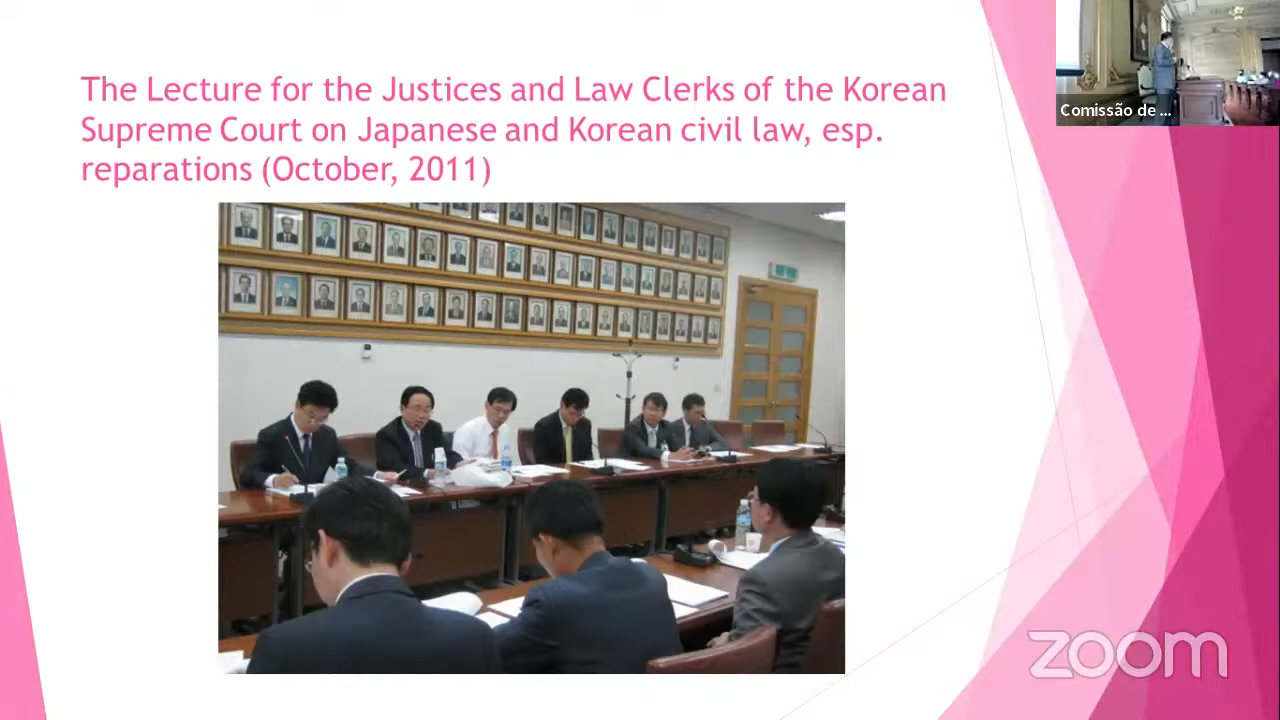 The Lecture for the Justices and Law Clerks of the Korean
Supreme Court on Japanese and Korean civil law, esp.
reparations (October, 2011)
Comissão de ...
zoom